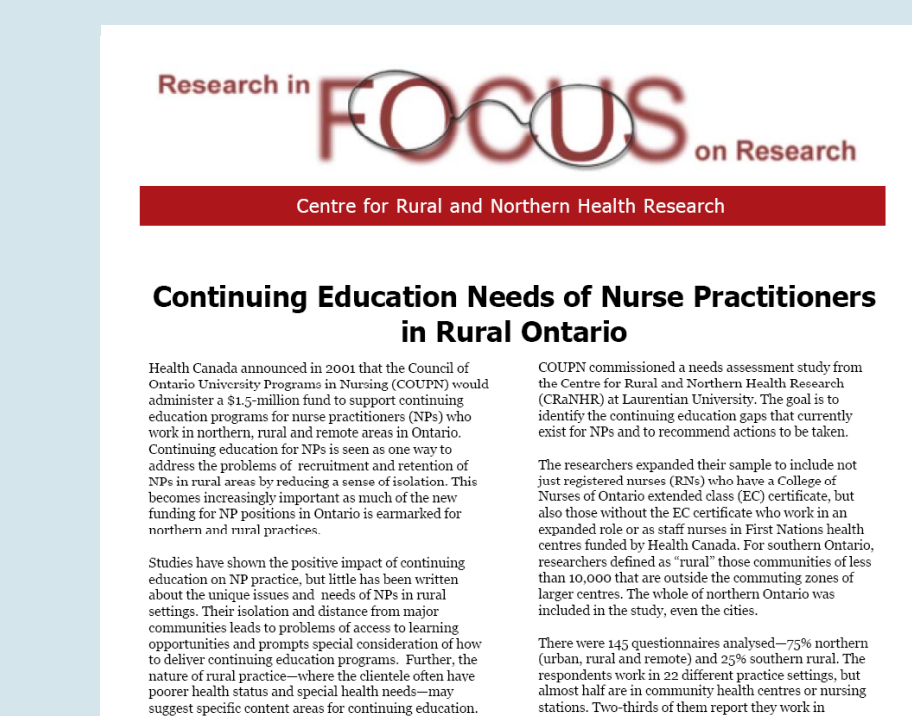 Research in
FOCUS
on Research
Centre for Rural and Northern Health Research
Continuing Education Needs of Nurse Practitioners
in Rural Ontario
Health Canada announced in 2001 that the Council of
Ontario University Programs in Nursing (COUPN) would
administer a $1.5-million fund to support continuing
education programs for nurse practitioners (NPs) who
work in northern, rural and remote areas in Ontario.
Continuing education for NPs is seen as one way to
address the problems of recruitment and retention of
NPs in rural areas by reducing a sense of isolation. This
becomes increasingly important as much of the new
funding for NP positions in Ontario is earmarked for
northern and rural practices.
Studies have shown the positive impact of continuing
education on NP practice, but little has been written
about the unique issues and needs of NPs in rural
settings. Their isolation and distance from major
communities leads to problems of access to learning
opportunities and prompts special consideration of how
to deliver continuing education programs. Further, the
nature of rural practice—where the clientele often have
poorer health status and special health needs—may
suggest specific content areas for continuing education.
COUPN commissioned a needs assessment study from
the Centre for Rural and Northern Health Research
(CRaNHR) at Laurentian University. The goal is to
identify the continuing education gaps that currently
exist for NPs and to recommend actions to be taken.
The researchers expanded their sample to include not
just registered nurses (RNs) who have a College of
Nurses of Ontario extended class (EC) certificate, but
also those without the EC certificate who work in an
expanded role or as staff nurses in First Nations health
centres funded by Health Canada. For southern Ontario,
researchers defined as “rural” those communities of less
than 10,000 that are outside the commuting zones of
larger centres. The whole of northern Ontario was
included in the study, even the cities.
There were 145 questionnaires analysed—75% northern
(urban, rural and remote) and 25% southern rural. The
respondents work in 22 different practice settings, but
almost half are in community health centres or nursing
stations. Two-thirds of them report they work in